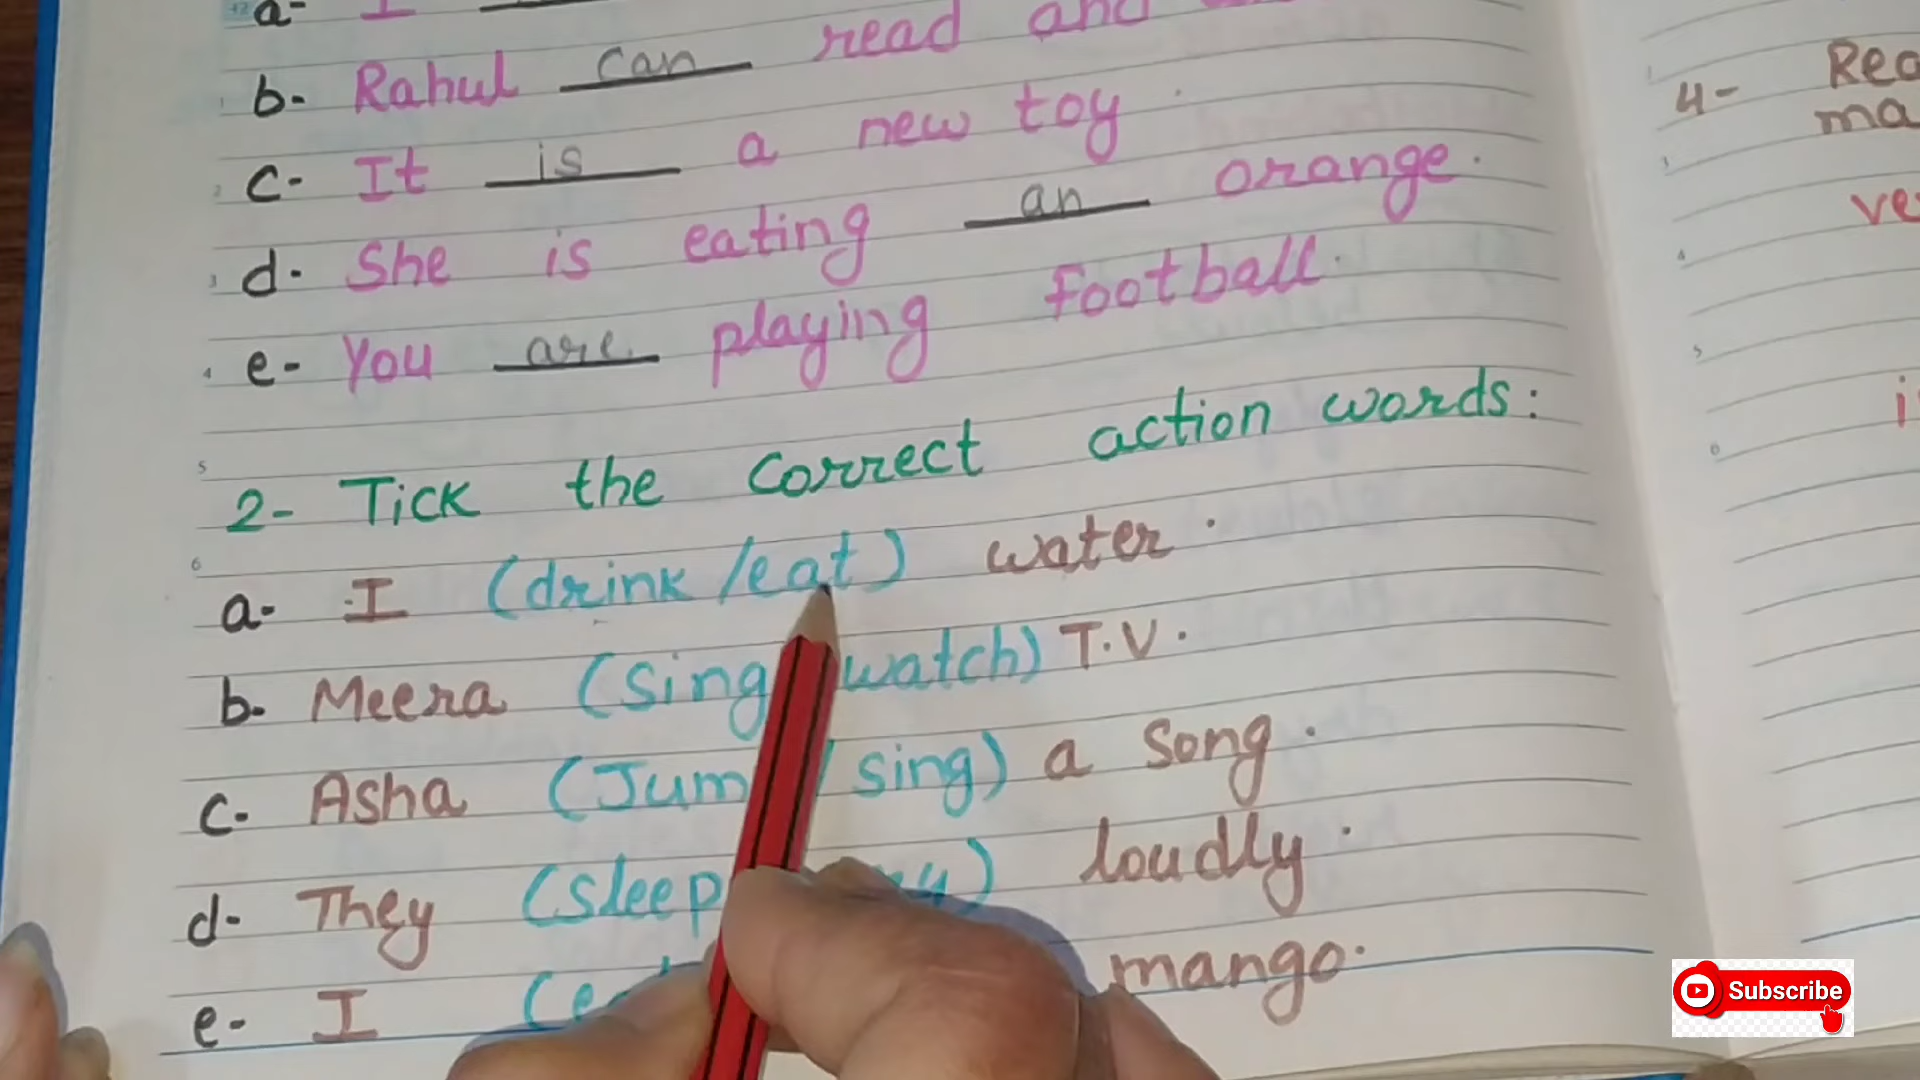 a- I
b- Rahul can read and
c- It is a new toy.
d- She is eating an orange.
e- You are playing football.
2- Tick the correct action words:
a- I (drink/eat) water.
b- Meera (Sing watch) T.V.
c- Asha (Jum / sing) a song.
d- They (sleep) loudly.
e- I mango.
4-
Subscribe